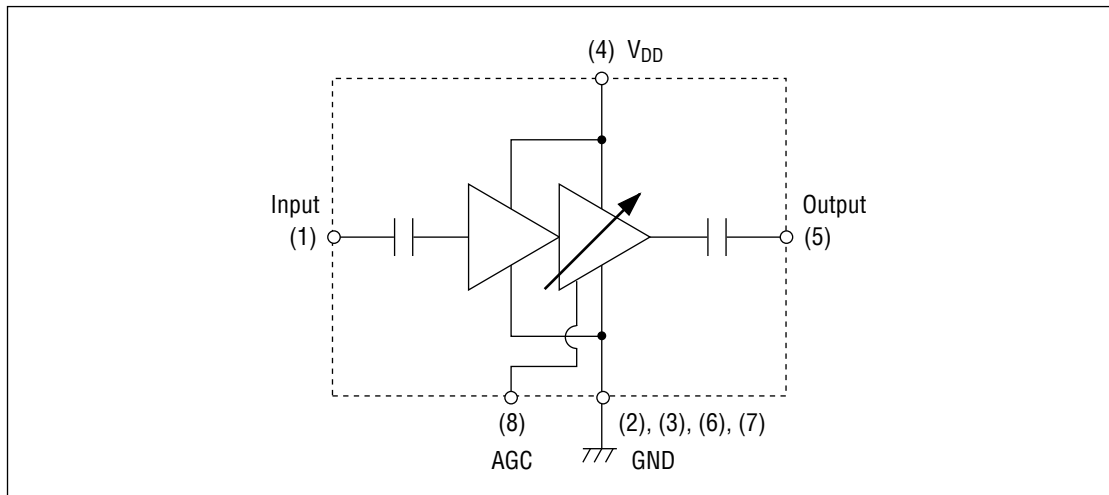 (4) V_DD
Input
(1)
Output
(5)
(8)
AGC
(2), (3), (6), (7)
GND